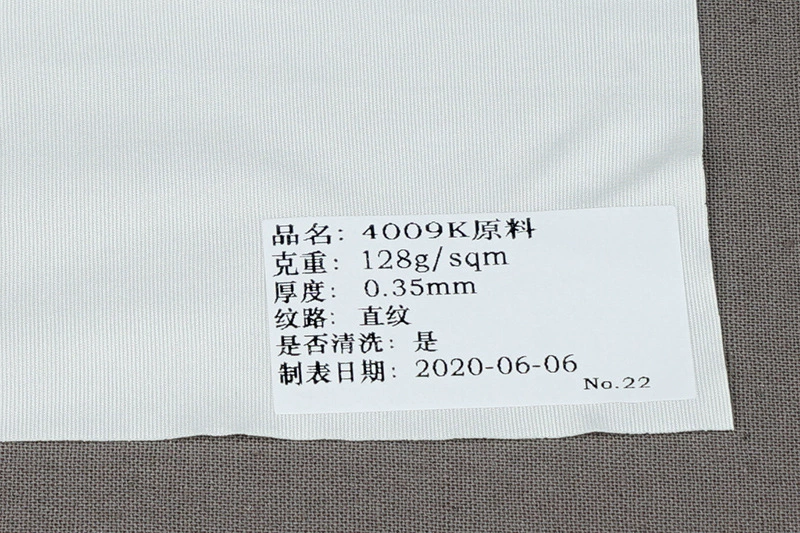 品名：4009K原料
克重：128g/sqm
厚度：0.35mm
纹路：直纹
是否清洗：是
制表日期：2020-06-06
No.22